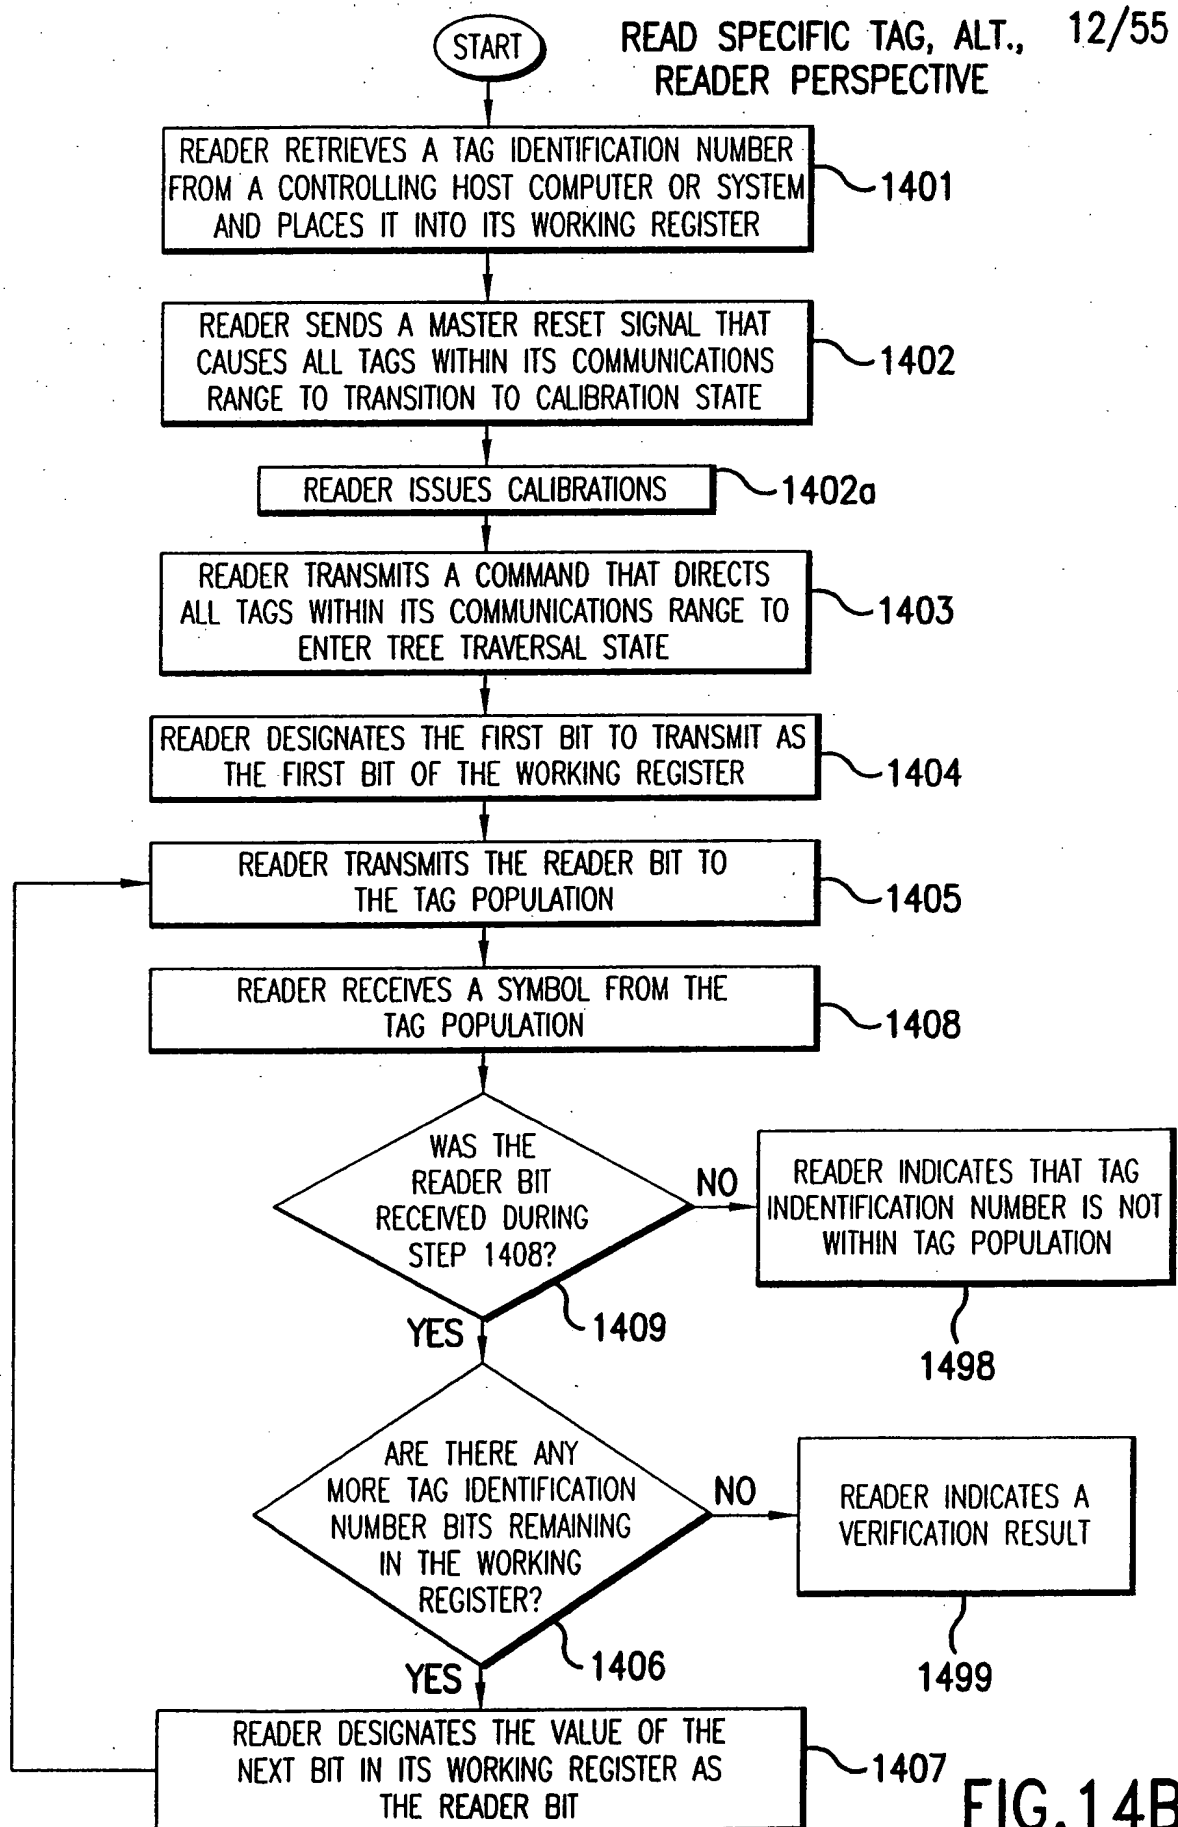 START
READ SPECIFIC TAG, ALT.,
READER PERSPECTIVE
12/55
READER RETRIEVES A TAG IDENTIFICATION NUMBER
FROM A CONTROLLING HOST COMPUTER OR SYSTEM
AND PLACES IT INTO ITS WORKING REGISTER
1401
READER SENDS A MASTER RESET SIGNAL THAT
CAUSES ALL TAGS WITHIN ITS COMMUNICATIONS
RANGE TO TRANSITION TO CALIBRATION STATE
1402
READER ISSUES CALIBRATIONS
1402a
READER TRANSMITS A COMMAND THAT DIRECTS
ALL TAGS WITHIN ITS COMMUNICATIONS RANGE TO
ENTER TREE TRAVERSAL STATE
1403
READER DESIGNATES THE FIRST BIT TO TRANSMIT AS
THE FIRST BIT OF THE WORKING REGISTER
1404
READER TRANSMITS THE READER BIT TO
THE TAG POPULATION
1405
READER RECEIVES A SYMBOL FROM THE
TAG POPULATION
1408
WAS THE
READER BIT
RECEIVED DURING
STEP 1408?
1409
NO
READER INDICATES THAT TAG
INDENTIFICATION NUMBER IS NOT
WITHIN TAG POPULATION
1498
YES
ARE THERE ANY
MORE TAG IDENTIFICATION
NUMBER BITS REMAINING
IN THE WORKING
REGISTER?
1406
NO
READER INDICATES A
VERIFICATION RESULT
1499
YES
READER DESIGNATES THE VALUE OF THE
NEXT BIT IN ITS WORKING REGISTER AS
THE READER BIT
1407
FIG.14B